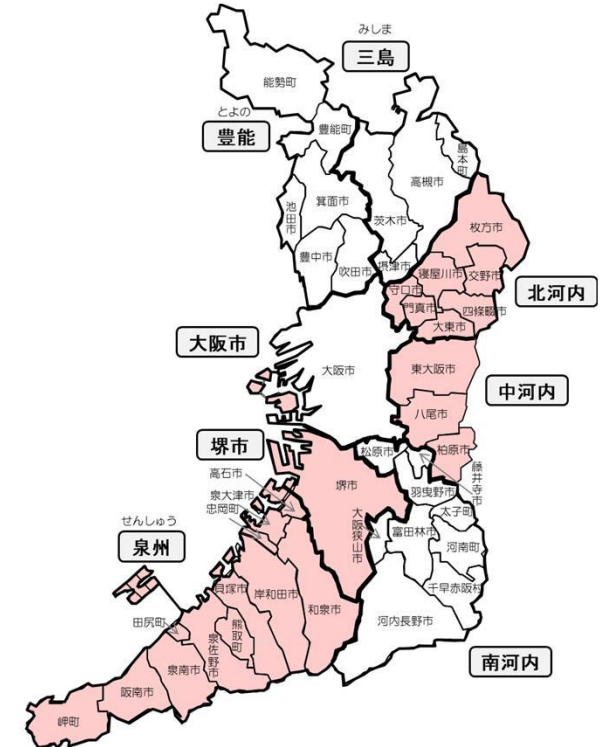 みしま
三島
能勢町
とよの
豊能
豊能町
島本町
高槻市
箕面市
池田市
茨木市
枚方市
豊中市
吹田市
摂津市
寝屋川市
交野市
守口市
北河内
門真市
四條畷市
大東市
大阪市
大阪市
東大阪市
中河内
八尾市
堺市
松原市
柏原市
藤井寺市
高石市
堺市
羽曳野市
泉大津市
忠岡町
大阪狭山市
富田林市
太子町
せんしゅう
泉州
河南町
貝塚市
岸和田市
和泉市
千早赤阪村
田尻町
熊取町
河内長野市
泉佐野市
泉南市
南河内
阪南市
岬町